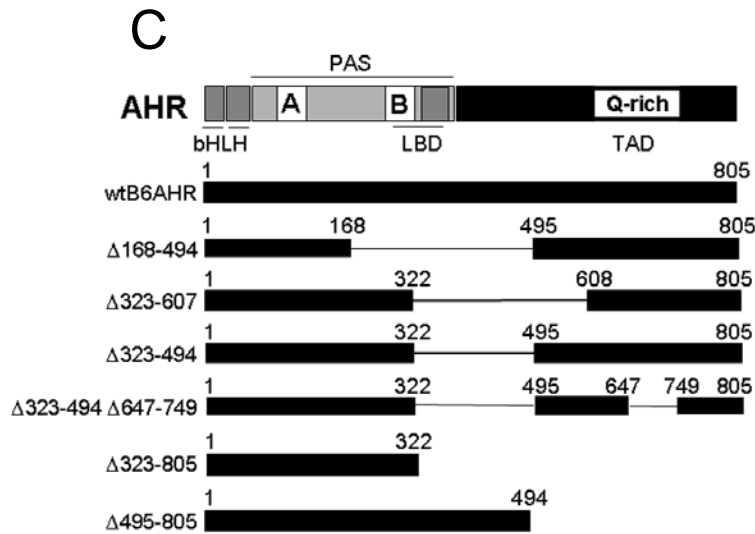 C
PAS
AHR A B Q-rich
bHLH LBD TAD
1 805
wtB6AHR
1 168 495 805
Δ168-494
1 322 608 805
Δ323-607
1 322 495 805
Δ323-494
1 322 495 647 749 805
Δ323-494 Δ647-749
1 322
Δ323-805
1 494
Δ495-805